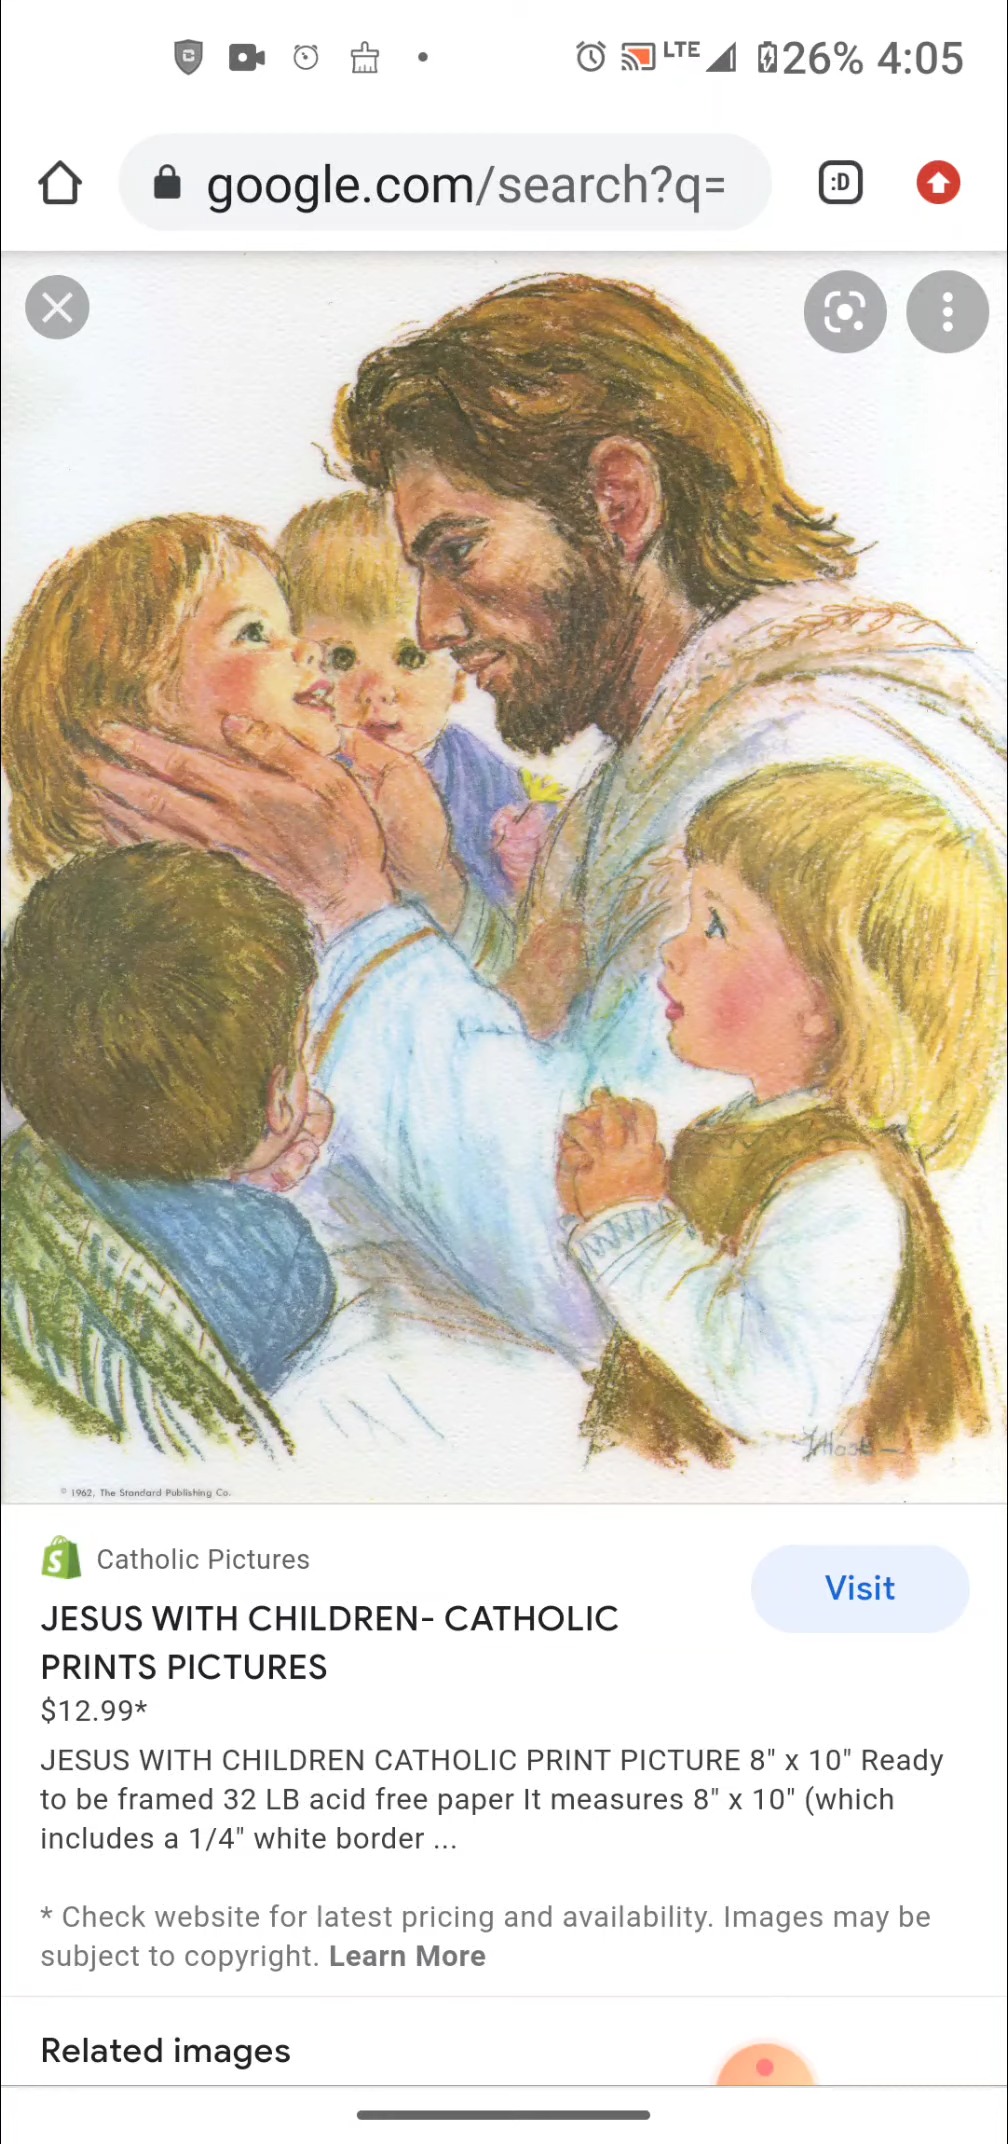 LTE 26% 4:05
google.com/search?q=
:D
© 1962, The Standard Publishing Co.
Catholic Pictures
Visit
JESUS WITH CHILDREN- CATHOLIC
PRINTS PICTURES
$12.99*
JESUS WITH CHILDREN CATHOLIC PRINT PICTURE 8" x 10" Ready
to be framed 32 LB acid free paper It measures 8" x 10" (which
includes a 1/4" white border ...
* Check website for latest pricing and availability. Images may be
subject to copyright. Learn More
Related images